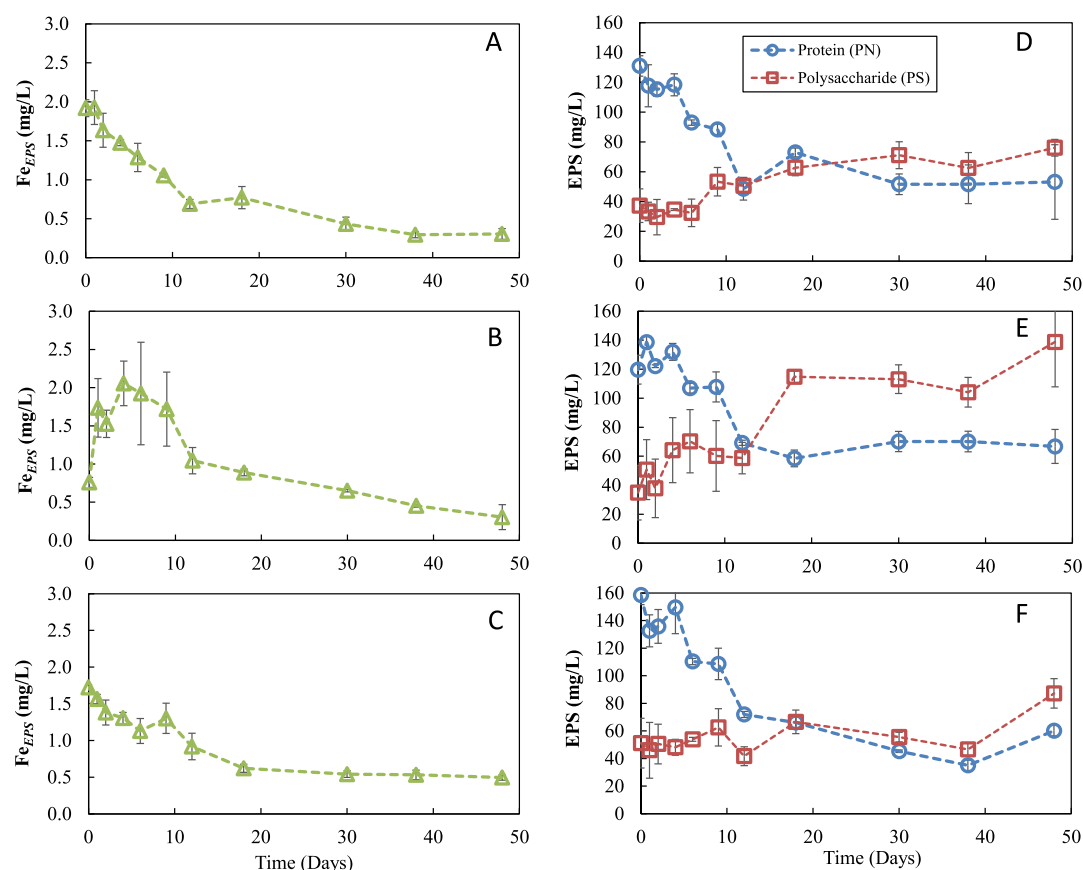 A
Fe_EPS (mg/L)
3.0
2.5
2.0
1.5
1.0
0.5
0.0
0 10 20 30 40 50
D
EPS (mg/L)
Protein (PN)
Polysaccharide (PS)
160
140
120
100
80
60
40
20
0
0 10 20 30 40 50
B
Fe_EPS (mg/L)
3.0
2.5
2.0
1.5
1.0
0.5
0.0
0 10 20 30 40 50
E
EPS (mg/L)
160
140
120
100
80
60
40
20
0
0 10 20 30 40 50
C
Fe_EPS (mg/L)
3.0
2.5
2.0
1.5
1.0
0.5
0.0
0 10 20 30 40 50
Time (Days)
F
EPS (mg/L)
160
140
120
100
80
60
40
20
0
0 10 20 30 40 50
Time (Days)